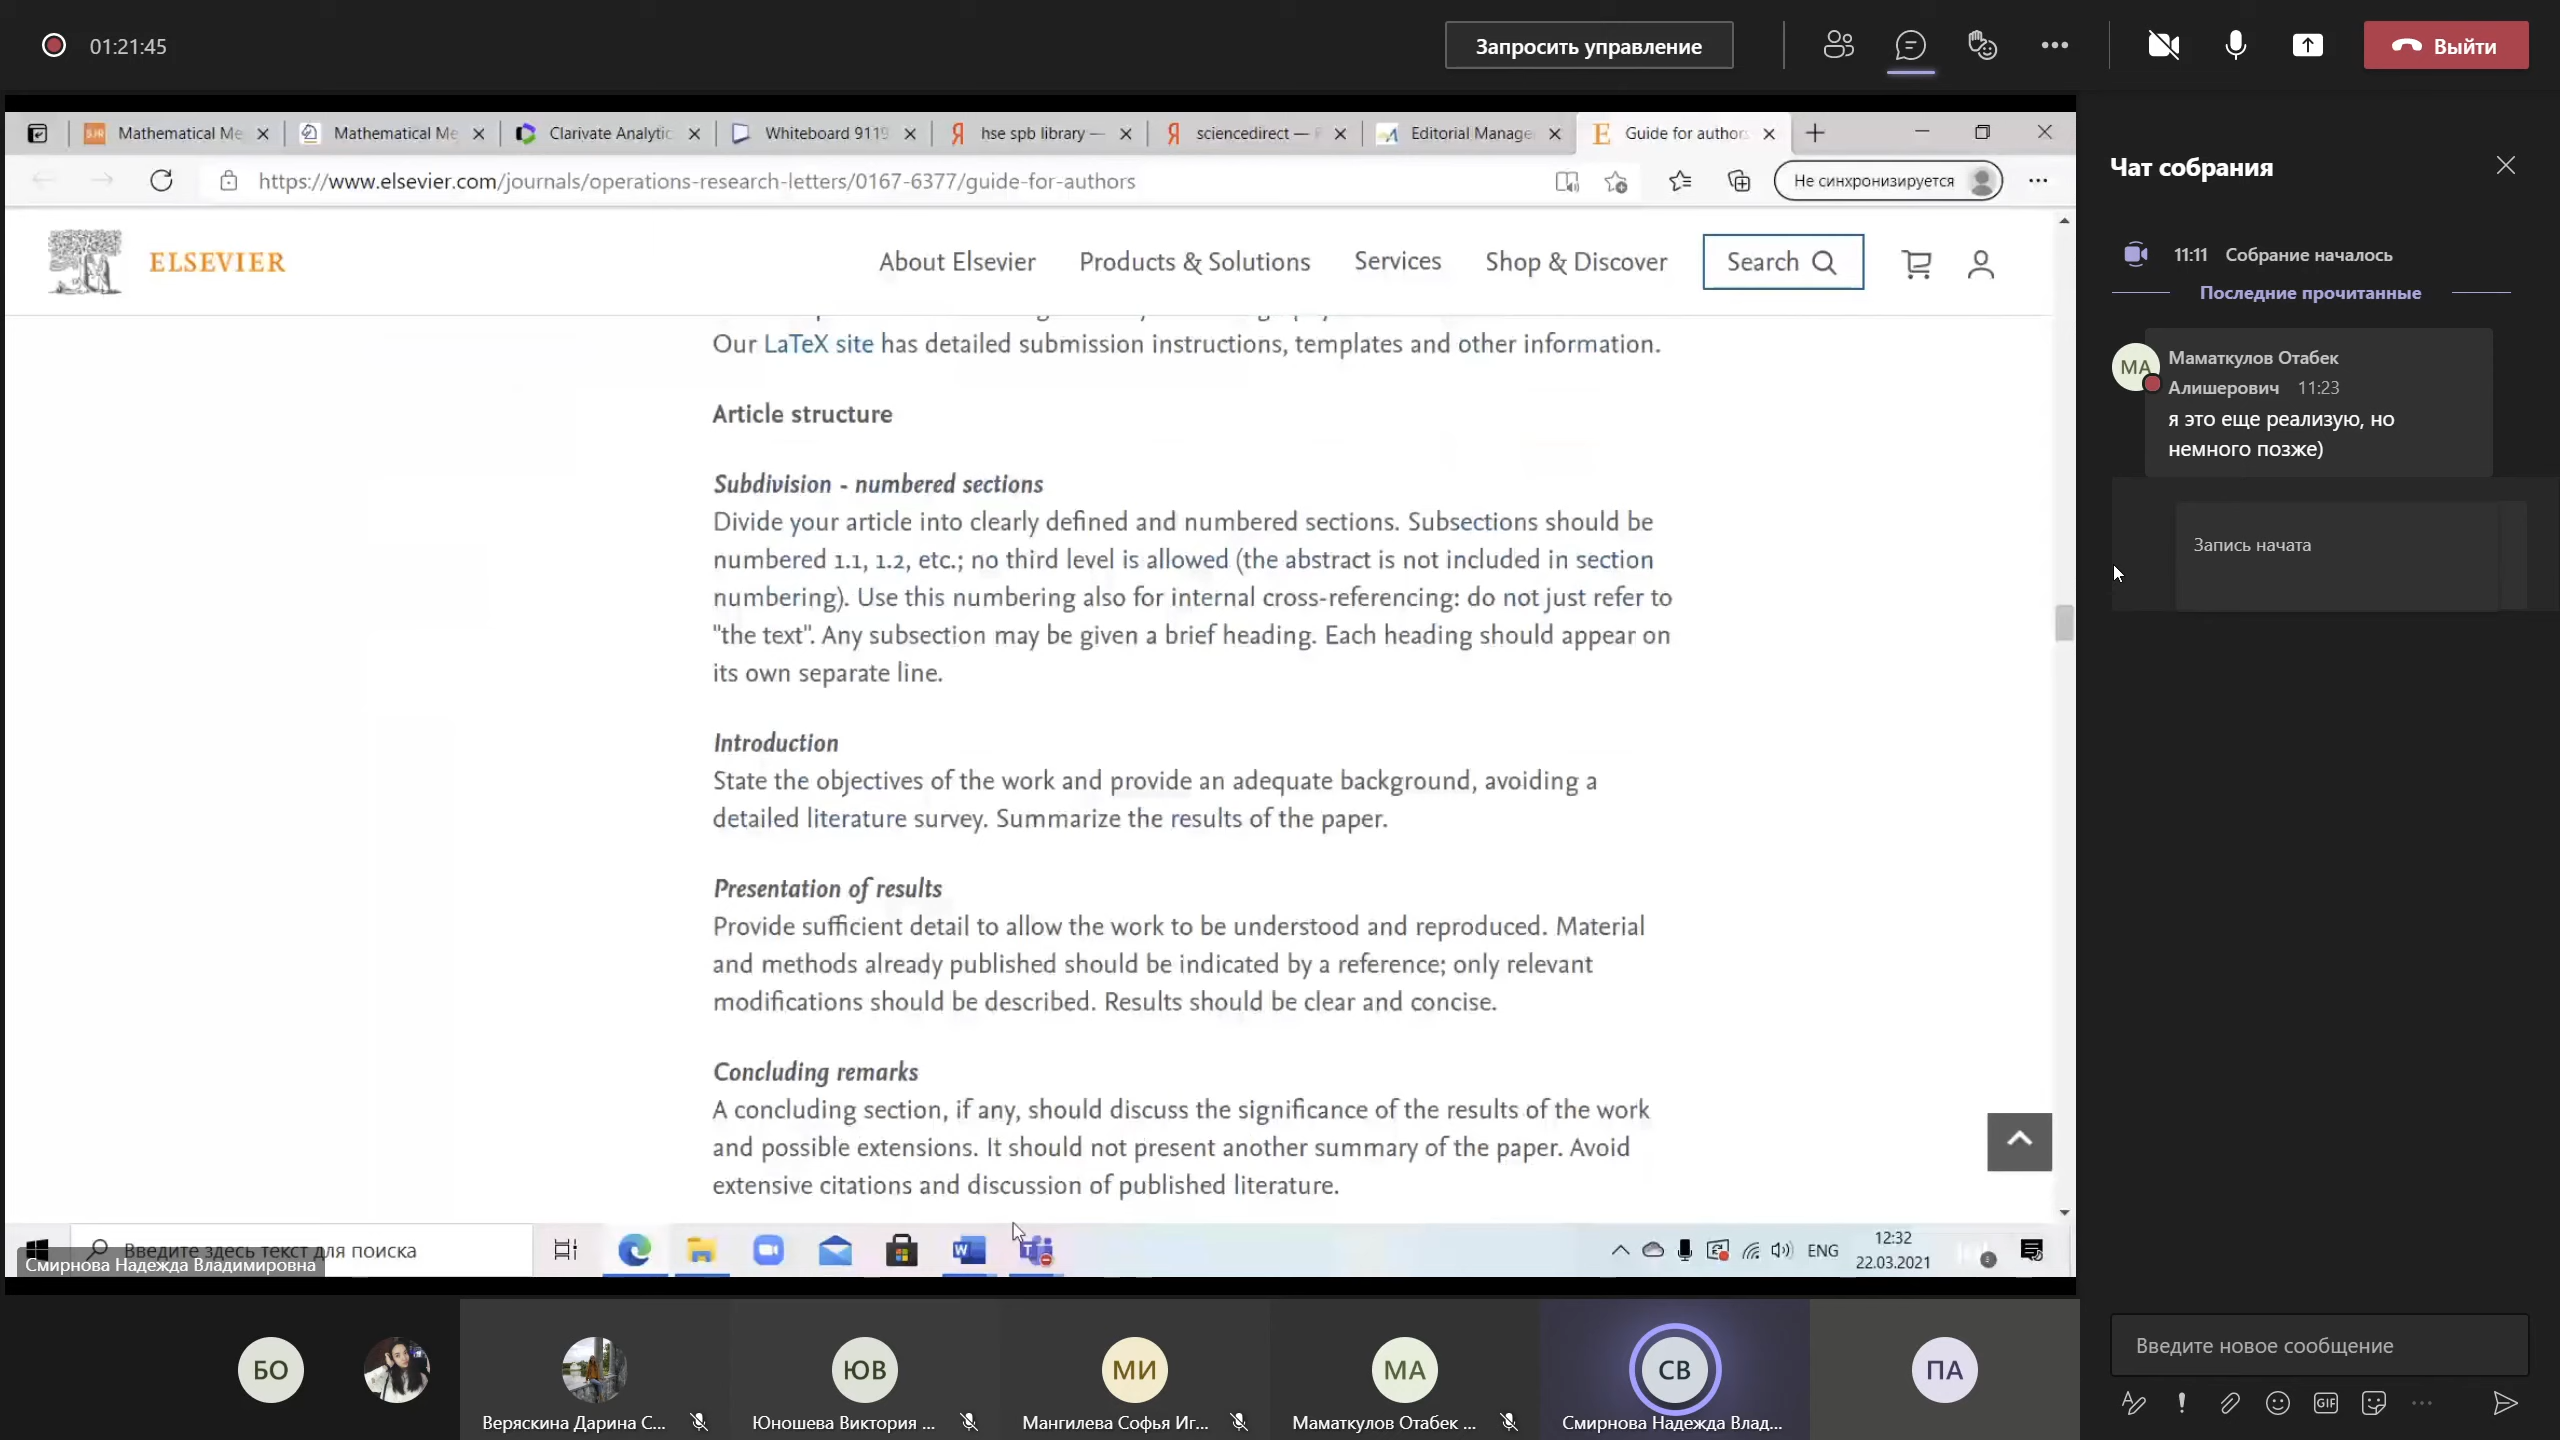 01:21:45
Запросить управление
Выйти
Mathematical Me
Mathematical Me
Clarivate Analytic
Whiteboard 9119
hse spb library —
sciencedirect —
Editorial Manage
Guide for author
https://www.elsevier.com/journals/operations-research-letters/0167-6377/guide-for-authors
Не синхронизируется
ELSEVIER
About Elsevier
Products & Solutions
Services
Shop & Discover
Search
Our LaTeX site has detailed submission instructions, templates and other information.
Article structure
Subdivision - numbered sections
Divide your article into clearly defined and numbered sections. Subsections should be
numbered 1.1, 1.2, etc.; no third level is allowed (the abstract is not included in section
numbering). Use this numbering also for internal cross-referencing: do not just refer to
"the text". Any subsection may be given a brief heading. Each heading should appear on
its own separate line.
Introduction
State the objectives of the work and provide an adequate background, avoiding a
detailed literature survey. Summarize the results of the paper.
Presentation of results
Provide sufficient detail to allow the work to be understood and reproduced. Material
and methods already published should be indicated by a reference; only relevant
modifications should be described. Results should be clear and concise.
Concluding remarks
A concluding section, if any, should discuss the significance of the results of the work
and possible extensions. It should not present another summary of the paper. Avoid
extensive citations and discussion of published literature.
Введите здесь текст для поиска
Смирнова Надежда Владимировна
ENG
12:32
22.03.2021
Чат собрания
11:11 Собрание началось
Последние прочитанные
МА
Маматкулов Отабек
Алишерович 11:23
я это еще реализую, но
немного позже)
Запись начата
Введите новое сообщение
GIF
БО
Веряскина Дарина С...
ЮВ
Юношева Виктория ...
МИ
Мангилева Софья Иг...
МА
Маматкулов Отабек ...
СВ
Смирнова Надежда Влад...
ПА